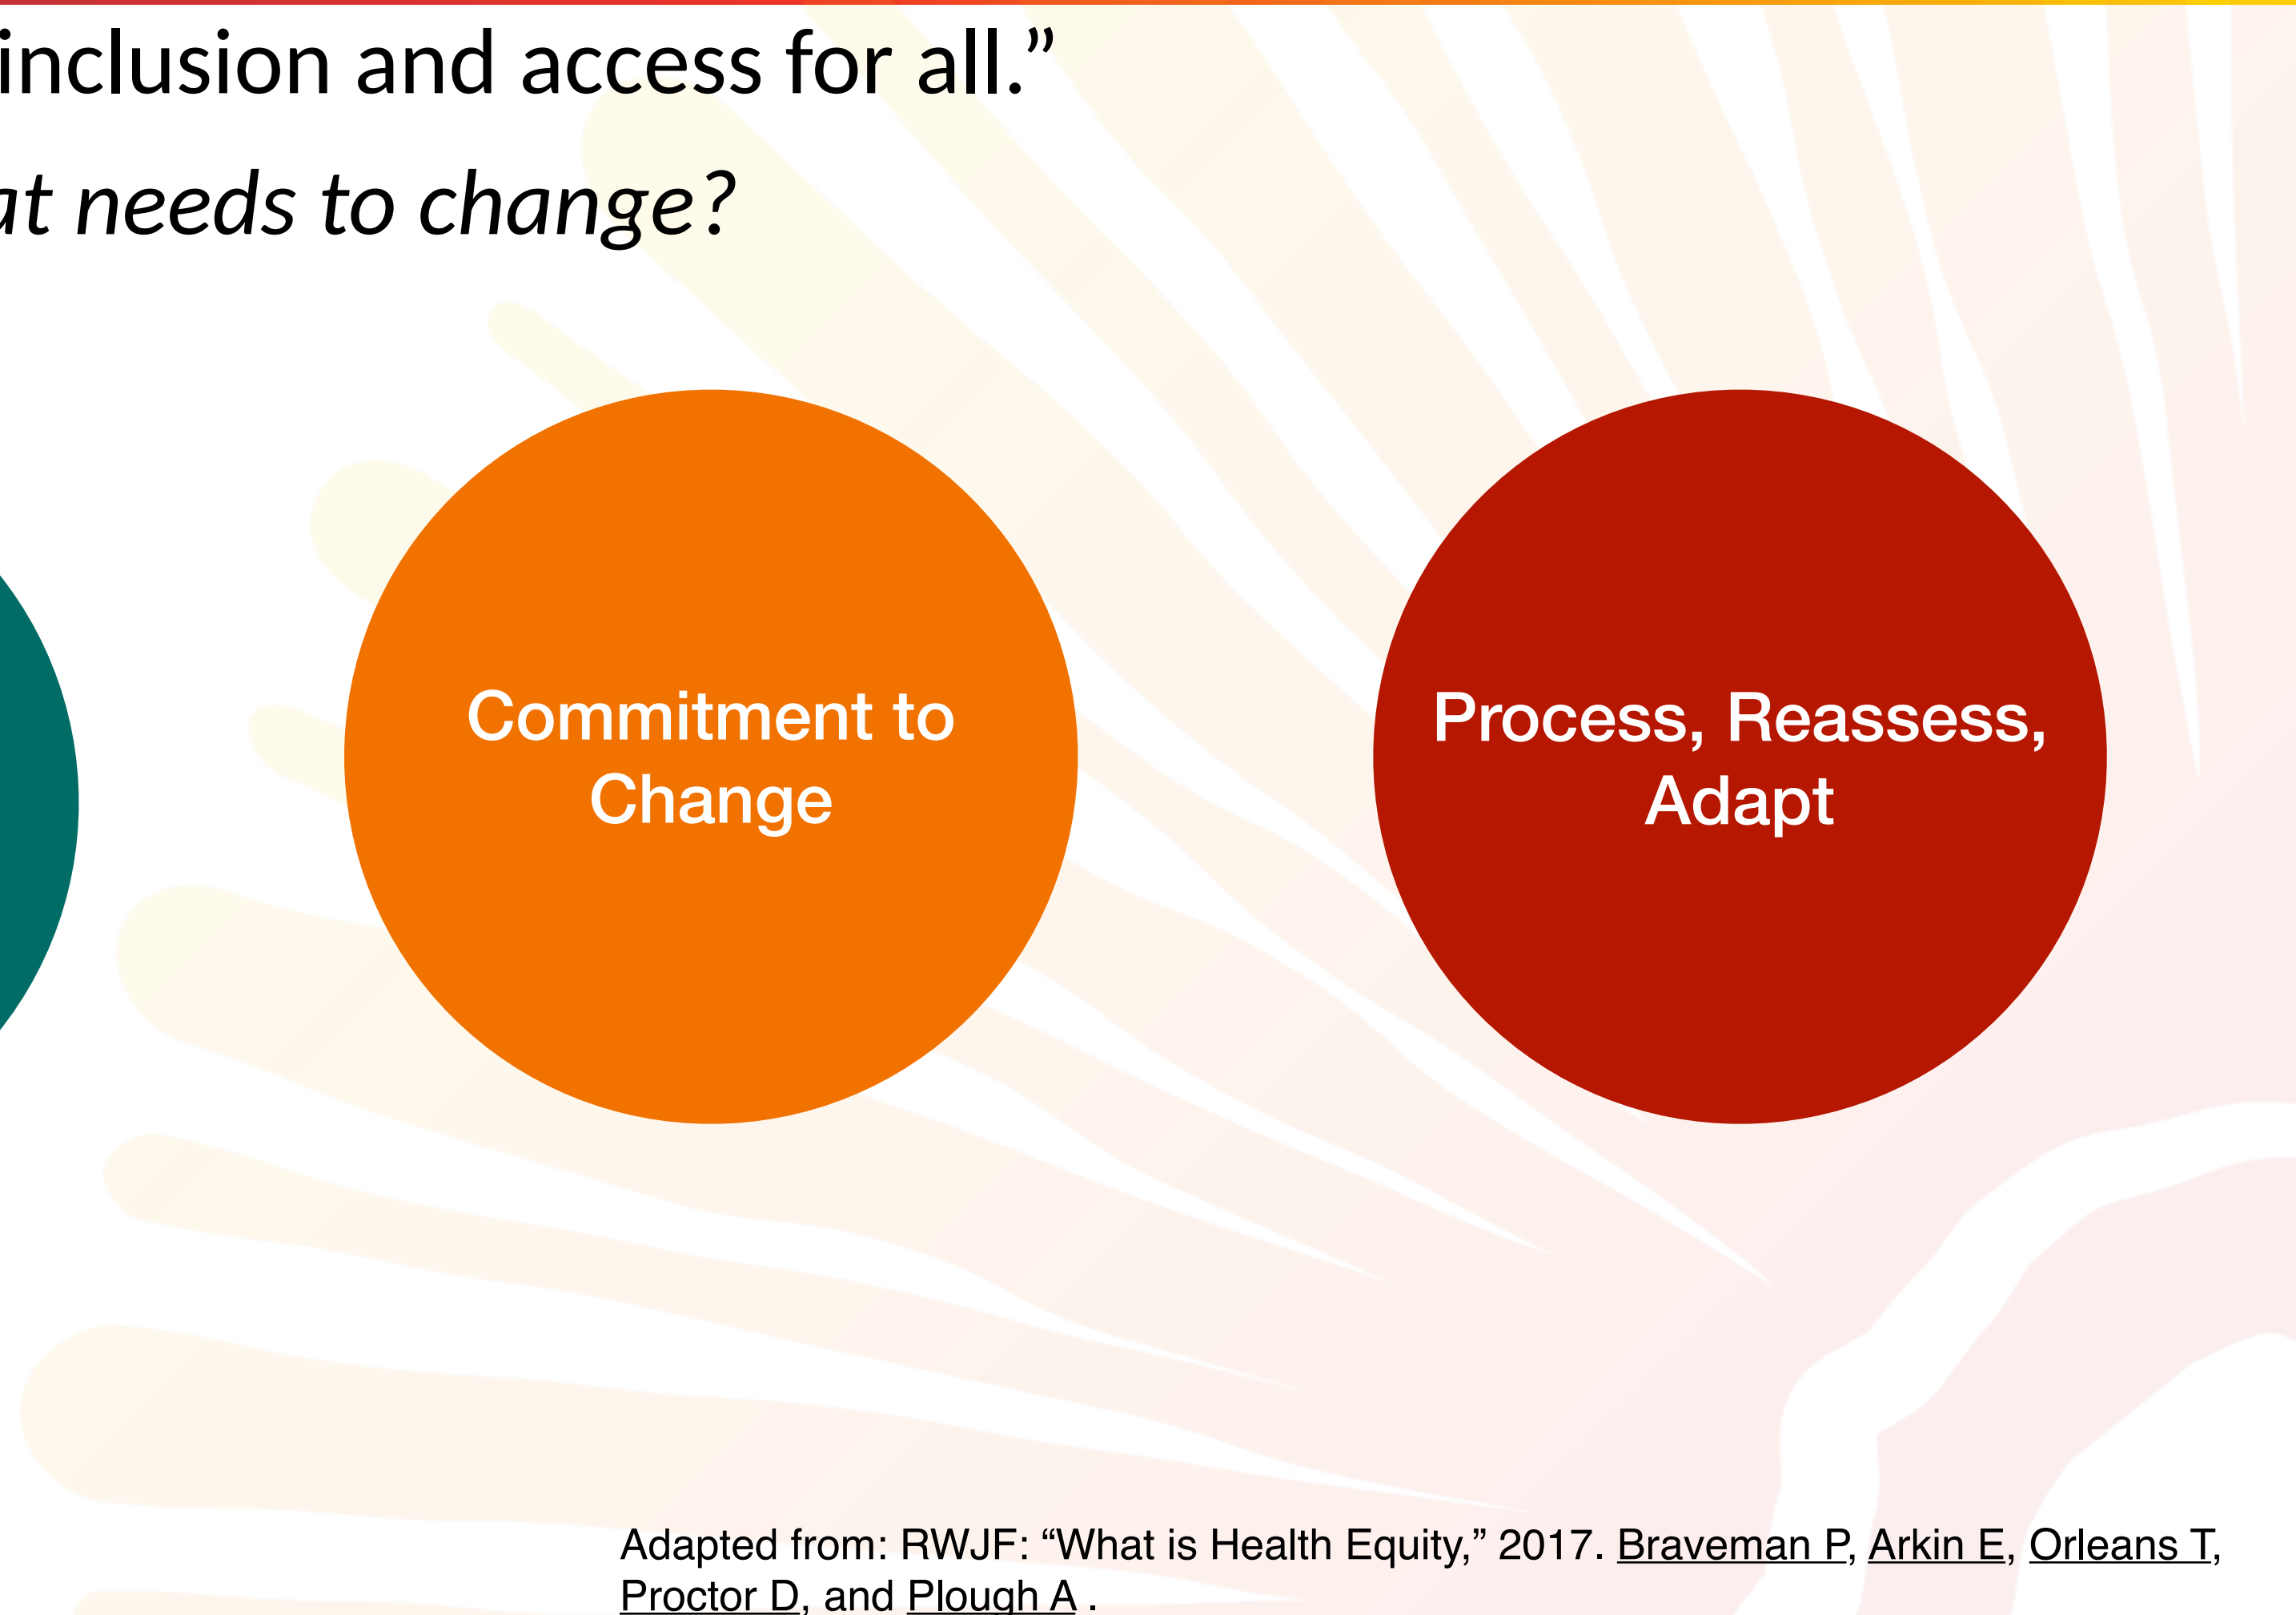 inclusion and access for all.”
needs to change?
Commitment to
Change
Process, Reassess,
Adapt
Adapted from: RWJF: “What is Health Equity,” 2017. Braveman P, Arkin E, Orleans T,
Proctor D, and Plough A .